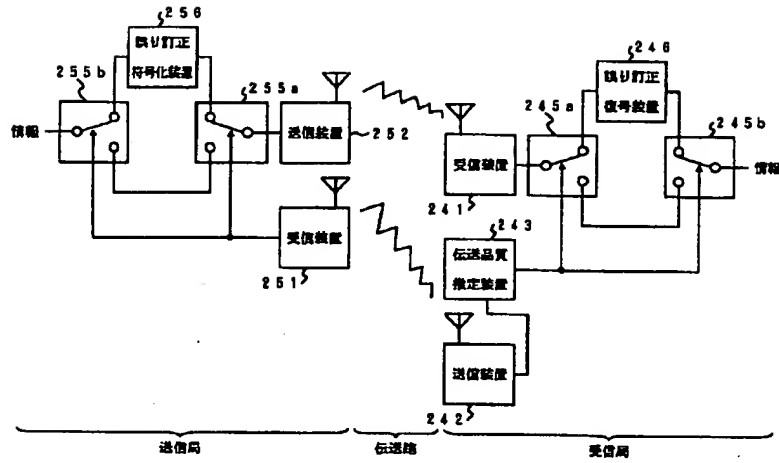 256
誤り訂正
符号化装置
255b
255a
情報
送信装置
252
受信装置
251
246
誤り訂正
復号装置
245a
245b
受信装置
情報
241
243
伝送品質
推定装置
送信装置
242
送信局
伝送路
受信局